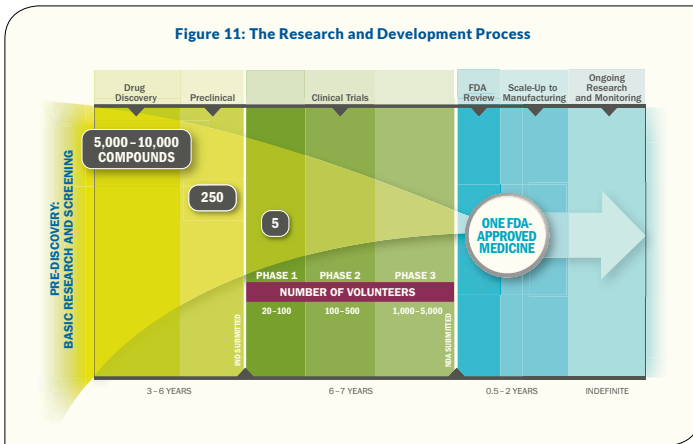 Figure 11: The Research and Development Process
Drug
Discovery
Preclinical
Clinical Trials
FDA
Review
Scale-Up to
Manufacturing
Ongoing
Research
and Monitoring
PRE-DISCOVERY:
BASIC RESEARCH AND SCREENING
5,000–10,000
COMPOUNDS
250
5
ONE FDA-
APPROVED
MEDICINE
PHASE 1 PHASE 2 PHASE 3
NUMBER OF VOLUNTEERS
20–100 100–500 1,000–5,000
IND SUBMITTED
NDA SUBMITTED
3–6 YEARS 6–7 YEARS 0.5–2 YEARS INDEFINITE